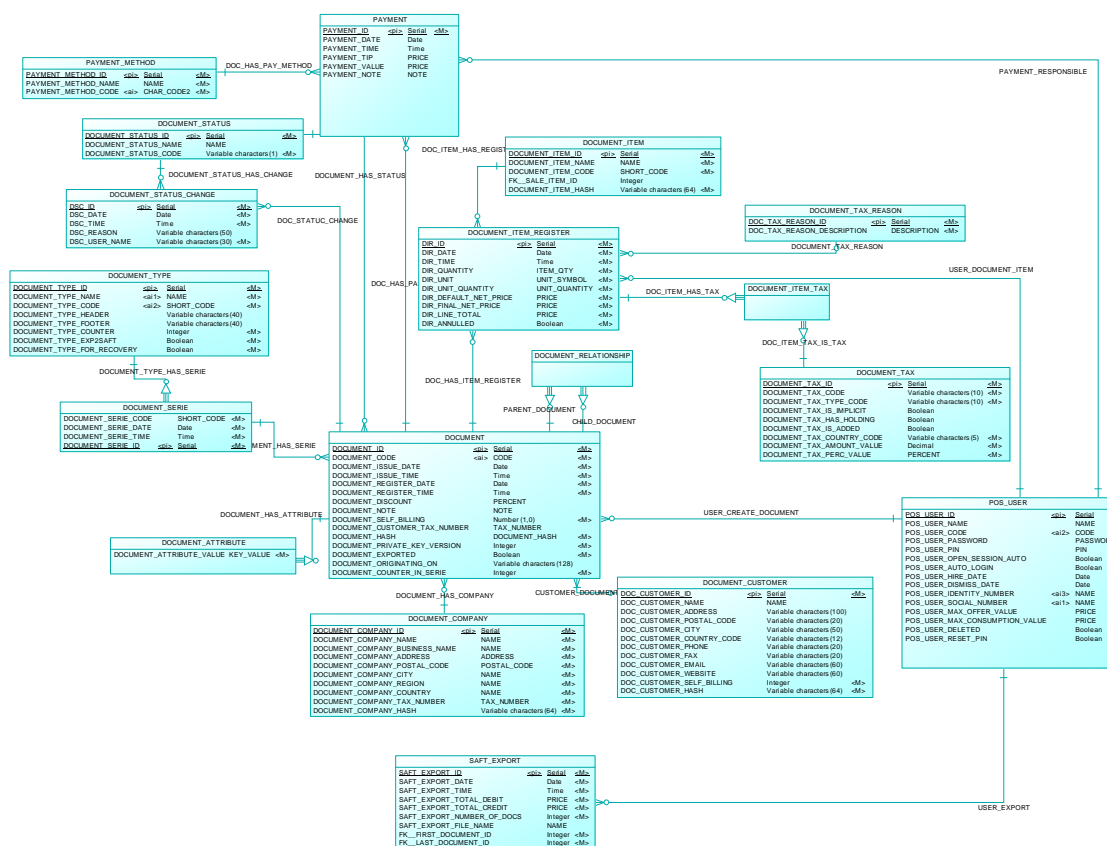 PAYMENT
PAYMENT_ID <pi> Serial <M>
PAYMENT_DATE Date
PAYMENT_TIME Time
PAYMENT_TIP PRICE
PAYMENT_VALUE PRICE
PAYMENT_NOTE NOTE
PAYMENT_METHOD
PAYMENT_METHOD_ID <pi> Serial <M>
PAYMENT_METHOD_NAME NAME <M>
PAYMENT_METHOD_CODE <ai> CHAR_CODE2 <M>
DOC_HAS_PAY_METHOD
PAYMENT_RESPONSIBLE
DOCUMENT_STATUS
DOCUMENT_STATUS_ID <pi> Serial <M>
DOCUMENT_STATUS_NAME NAME
DOCUMENT_STATUS_CODE Variable characters (1) <M>
DOCUMENT_STATUS_HAS_CHANGE
DOCUMENT_HAS_STATUS
DOC_ITEM_HAS_REGIST
DOCUMENT_ITEM
DOCUMENT_ITEM_ID <pi> Serial <M>
DOCUMENT_ITEM_NAME NAME <M>
DOCUMENT_ITEM_CODE SHORT_CODE <M>
FK__SALE_ITEM_ID Integer
DOCUMENT_ITEM_HASH Variable characters (64) <M>
DOCUMENT_STATUS_CHANGE
DSC_ID <pi> Serial <M>
DSC_DATE Date <M>
DSC_TIME Time <M>
DSC_REASON Variable characters (50)
DSC_USER_NAME Variable characters (30) <M>
DOC_STATUC_CHANGE
DOCUMENT_TAX_REASON
DOC_TAX_REASON_ID <pi> Serial <M>
DOC_TAX_REASON_DESCRIPTION DESCRIPTION <M>
DOCUMENT_TAX_REASON
DOCUMENT_ITEM_REGISTER
DIR_ID <pi> Serial <M>
DIR_DATE Date <M>
DIR_TIME Time <M>
DIR_QUANTITY ITEM_QTY <M>
DIR_UNIT UNIT_SYMBOL <M>
DIR_UNIT_QUANTITY UNIT_QUANTITY <M>
DIR_DEFAULT_NET_PRICE PRICE <M>
DIR_FINAL_NET_PRICE PRICE <M>
DIR_LINE_TOTAL PRICE <M>
DIR_ANNULLED Boolean <M>
USER_DOCUMENT_ITEM
DOC_HAS_PA
DOC_ITEM_HAS_TAX
DOCUMENT_ITEM_TAX
DOC_ITEM_TAX_IS_TAX
DOCUMENT_TYPE
DOCUMENT_TYPE_ID <pi> Serial <M>
DOCUMENT_TYPE_NAME <ai1> NAME <M>
DOCUMENT_TYPE_CODE <ai2> SHORT_CODE <M>
DOCUMENT_TYPE_HEADER Variable characters (40)
DOCUMENT_TYPE_FOOTER Variable characters (40)
DOCUMENT_TYPE_COUNTER Integer <M>
DOCUMENT_TYPE_EXP2SAFT Boolean <M>
DOCUMENT_TYPE_FOR_RECOVERY Boolean <M>
DOCUMENT_TYPE_HAS_SERIE
DOCUMENT_RELATIONSHIP
DOC_HAS_ITEM_REGISTER
PARENT_DOCUMENT
CHILD_DOCUMENT
DOCUMENT_TAX
DOCUMENT_TAX_ID <pi> Serial <M>
DOCUMENT_TAX_CODE Variable characters (10) <M>
DOCUMENT_TAX_TYPE_CODE Variable characters (10) <M>
DOCUMENT_TAX_IS_IMPLICIT Boolean
DOCUMENT_TAX_HAS_HOLDING Boolean
DOCUMENT_TAX_IS_ADDED Boolean
DOCUMENT_TAX_COUNTRY_CODE Variable characters (5) <M>
DOCUMENT_TAX_AMOUNT_VALUE Decimal <M>
DOCUMENT_TAX_PERC_VALUE PERCENT <M>
DOCUMENT_SERIE
DOCUMENT_SERIE_CODE SHORT_CODE <M>
DOCUMENT_SERIE_DATE Date <M>
DOCUMENT_SERIE_TIME Time <M>
DOCUMENT_SERIE_ID <pi> Serial <M>
MENT_HAS_SERIE
DOCUMENT
DOCUMENT_ID <pi> Serial <M>
DOCUMENT_CODE <ai> CODE <M>
DOCUMENT_ISSUE_DATE Date <M>
DOCUMENT_ISSUE_TIME Time <M>
DOCUMENT_REGISTER_DATE Date <M>
DOCUMENT_REGISTER_TIME Time <M>
DOCUMENT_DISCOUNT PERCENT
DOCUMENT_NOTE NOTE
DOCUMENT_SELF_BILLING Number (1,0) <M>
DOCUMENT_CUSTOMER_TAX_NUMBER TAX_NUMBER
DOCUMENT_HASH DOCUMENT_HASH <M>
DOCUMENT_PRIVATE_KEY_VERSION Integer <M>
DOCUMENT_EXPORTED Boolean <M>
DOCUMENT_ORIGINATING_ON Variable characters (128)
DOCUMENT_COUNTER_IN_SERIE Integer <M>
DOCUMENT_HAS_ATTRIBUTE
DOCUMENT_ATTRIBUTE
DOCUMENT_ATTRIBUTE_VALUE KEY_VALUE <M>
USER_CREATE_DOCUMENT
POS_USER
POS_USER_ID <pi> Serial
POS_USER_NAME NAME
POS_USER_CODE <ai2> CODE
POS_USER_PASSWORD PASSWO
POS_USER_PIN PIN
POS_USER_OPEN_SESSION_AUTO Boolean
POS_USER_AUTO_LOGIN Boolean
POS_USER_HIRE_DATE Date
POS_USER_DISMISS_DATE Date
POS_USER_IDENTITY_NUMBER <ai3> NAME
POS_USER_SOCIAL_NUMBER <ai1> NAME
POS_USER_MAX_OFFER_VALUE PRICE
POS_USER_MAX_CONSUMPTION_VALUE PRICE
POS_USER_DELETED Boolean
POS_USER_RESET_PIN Boolean
DOCUMENT_HAS_COMPANY
CUSTOMER_DOCUMENT
DOCUMENT_CUSTOMER
DOC_CUSTOMER_ID <pi> Serial <M>
DOC_CUSTOMER_NAME NAME
DOC_CUSTOMER_ADDRESS Variable characters (100)
DOC_CUSTOMER_POSTAL_CODE Variable characters (20)
DOC_CUSTOMER_CITY Variable characters (50)
DOC_CUSTOMER_COUNTRY_CODE Variable characters (12)
DOC_CUSTOMER_PHONE Variable characters (20)
DOC_CUSTOMER_FAX Variable characters (20)
DOC_CUSTOMER_EMAIL Variable characters (60)
DOC_CUSTOMER_WEBSITE Variable characters (60)
DOC_CUSTOMER_SELF_BILLING Integer <M>
DOC_CUSTOMER_HASH Variable characters (64) <M>
DOCUMENT_COMPANY
DOCUMENT_COMPANY_ID <pi> Serial <M>
DOCUMENT_COMPANY_NAME NAME <M>
DOCUMENT_COMPANY_BUSINESS_NAME NAME <M>
DOCUMENT_COMPANY_ADDRESS ADDRESS <M>
DOCUMENT_COMPANY_POSTAL_CODE POSTAL_CODE <M>
DOCUMENT_COMPANY_CITY NAME <M>
DOCUMENT_COMPANY_REGION NAME <M>
DOCUMENT_COMPANY_COUNTRY NAME <M>
DOCUMENT_COMPANY_TAX_NUMBER TAX_NUMBER <M>
DOCUMENT_COMPANY_HASH Variable characters (64) <M>
SAFT_EXPORT
SAFT_EXPORT_ID <pi> Serial <M>
SAFT_EXPORT_DATE Date <M>
SAFT_EXPORT_TIME Time <M>
SAFT_EXPORT_TOTAL_DEBIT PRICE <M>
SAFT_EXPORT_TOTAL_CREDIT PRICE <M>
SAFT_EXPORT_NUMBER_OF_DOCS Integer <M>
SAFT_EXPORT_FILE_NAME NAME
FK__FIRST_DOCUMENT_ID Integer <M>
FK__LAST_DOCUMENT_ID Integer <M>
USER_EXPORT